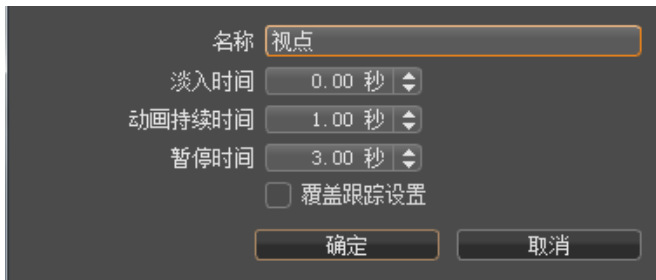 名称 视点
淡入时间 0.00 秒
动画持续时间 1.00 秒
暂停时间 3.00 秒
覆盖跟踪设置
确定 取消